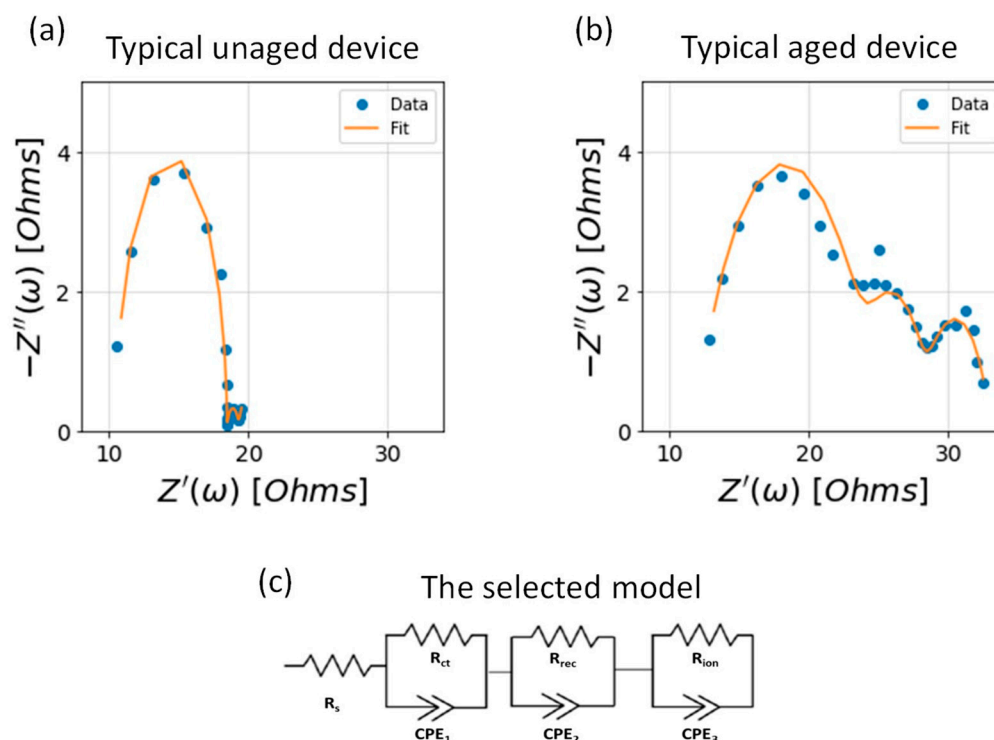 (a)
Typical unaged device
Data
Fit
4
2
0
10
20
30
−Z″(ω) [Ohms]
Z′(ω) [Ohms]
(b)
Typical aged device
Data
Fit
4
2
0
10
20
30
−Z″(ω) [Ohms]
Z′(ω) [Ohms]
(c)
The selected model
Rct
Rrec
Rion
Rs
CPE1
CPE2
CPE3